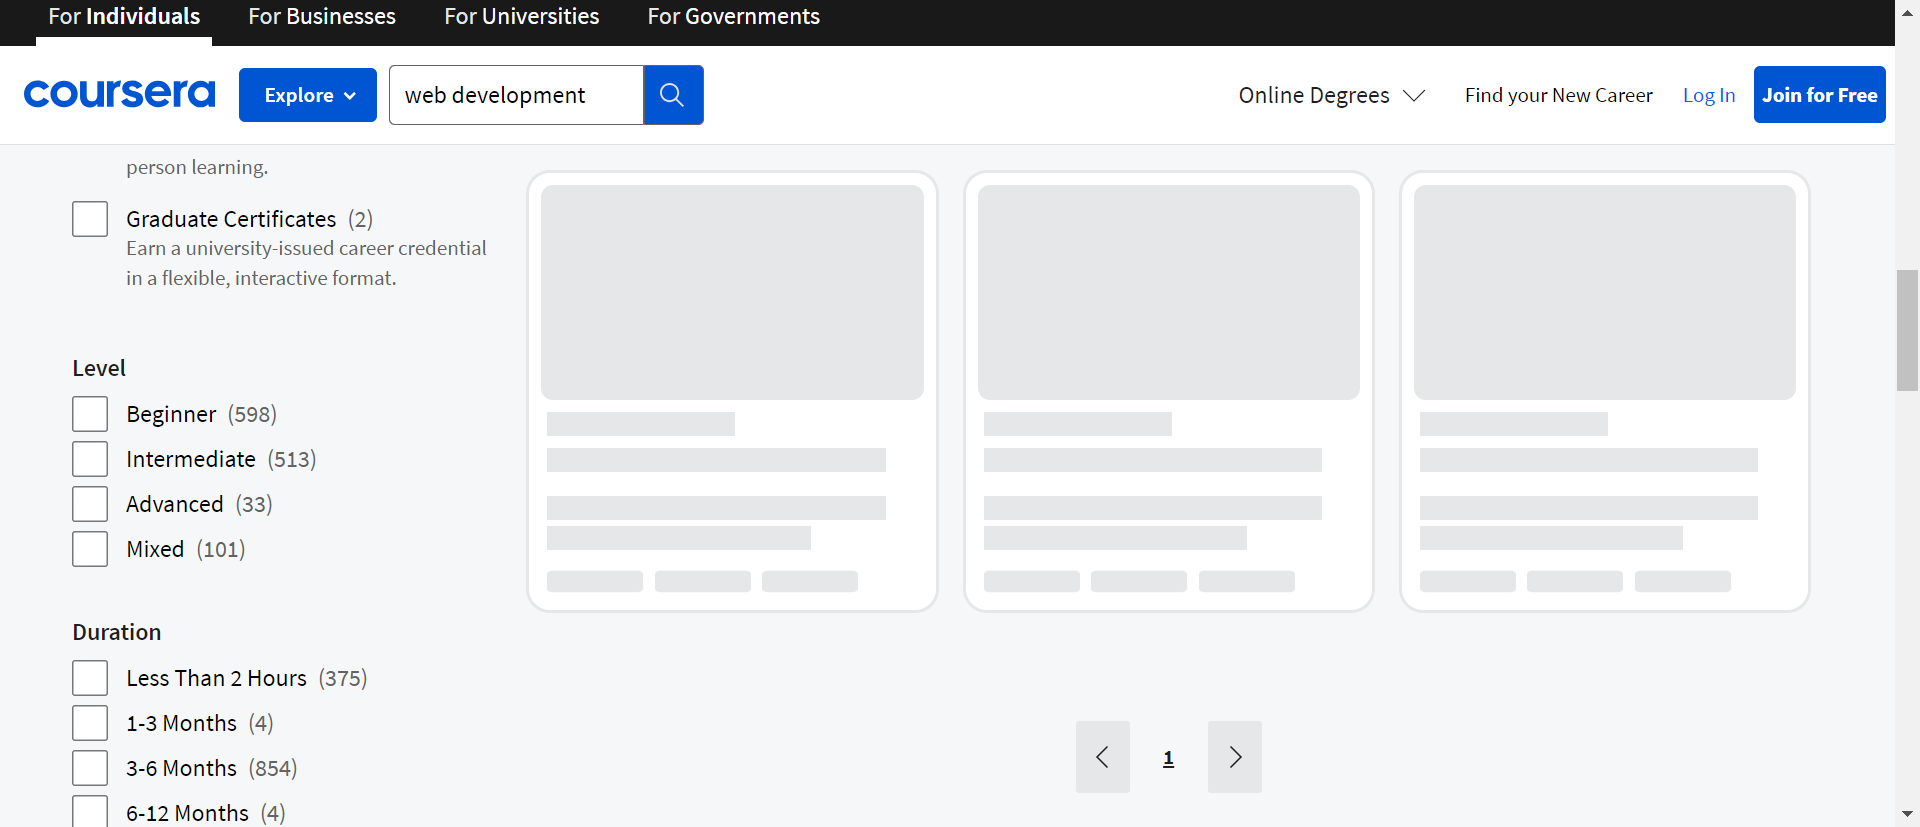 For Individuals
For Businesses
For Universities
For Governments
coursera
Explore
web development
Online Degrees
Find your New Career
Log In
Join for Free
person learning.
Graduate Certificates (2)
Earn a university-issued career credential
in a flexible, interactive format.
Level
Beginner (598)
Intermediate (513)
Advanced (33)
Mixed (101)
Duration
Less Than 2 Hours (375)
1-3 Months (4)
3-6 Months (854)
6-12 Months (4)
1